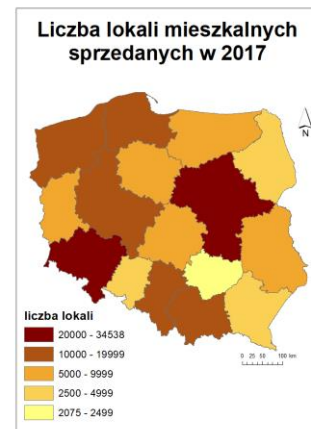 Liczba lokali mieszkalnych
sprzedanych w 2017
N
liczba lokali
20000 - 34538
10000 - 19999
5000 - 9999
2500 - 4999
2075 - 2499
0 25 50 100 km